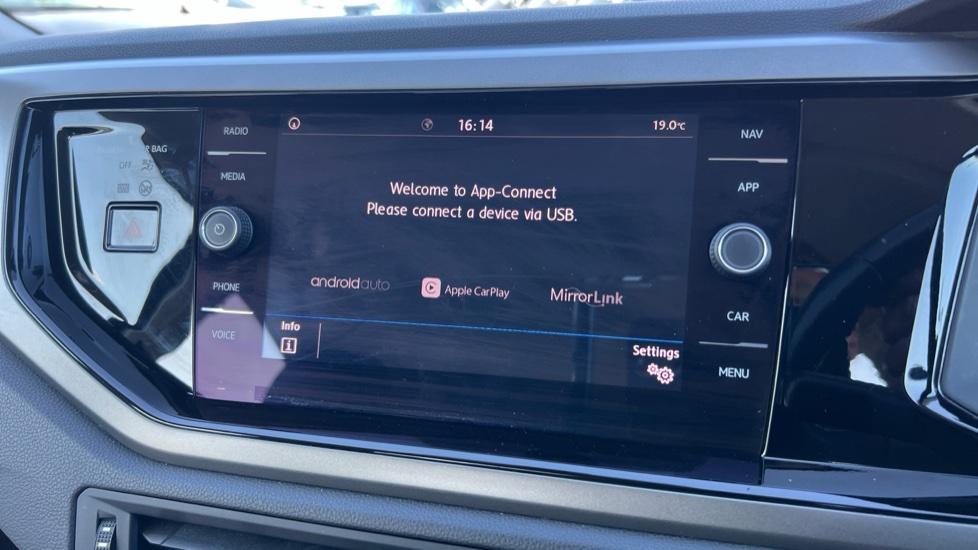 RADIO
MEDIA
PHONE
VOICE
BAG
OFF
16:14
19.0°C
Welcome to App-Connect
Please connect a device via USB.
androidauto
Apple CarPlay
MirrorLink
Info
i
Settings
NAV
APP
CAR
MENU